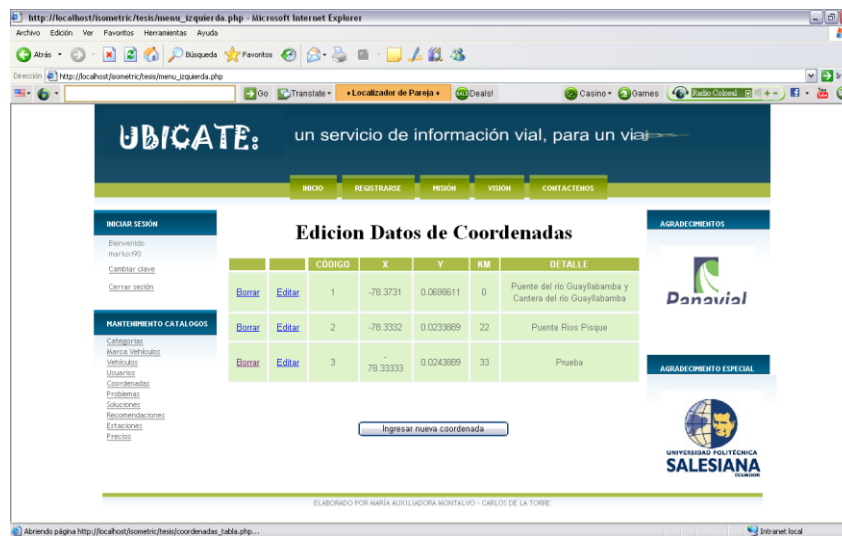 http://localhost/isometric/tesis/menu_izquierda.php - Microsoft Internet Explorer
Archivo Edición Ver Favoritos Herramientas Ayuda
Atrás Búsqueda Favoritos
Dirección http://localhost/isometric/tesis/menu_izquierda.php
Go Translate Localizador de Pareja Deals! Casino Games Radio Colosal
UBICATE: un servicio de información vial, para un viaj
INICIO REGISTRARSE MISIÓN VISIÓN CONTACTENOS
INICIAR SESIÓN
Bienvenido
Cambiar clave
Cerrar sesión
MANTENIMIENTO CATÁLOGOS
Categorías
Marca Vehículos
Vehículos
Usuarios
Coordenadas
Problemas
Soluciones
Recomendaciones
Estaciones
Precios
Edicion Datos de Coordenadas
CÓDIGO X Y KM DETALLE
Borrar Editar 1 -78.3731 0.0698611 0 Puente del río Guayllabamba y
Cantera del río Guayllabamba
Borrar Editar 2 -78.3332 0.0233889 22 Puente Rios Pisque
Borrar Editar 3 -
78.33333 0.0243889 33 Prueba
Ingresar nueva coordenada
AGRADECIMIENTOS
Panavial
AGRADECIMIENTO ESPECIAL
UNIVERSIDAD POLITÉCNICA
SALESIANA
ECUADOR
ELABORADO POR MARÍA AUXILIADORA MONTALVO - CARLOS DE LA TORRE
Abriendo página http://localhost/isometric/tesis/coordenadas_tabla.php...
Intranet local